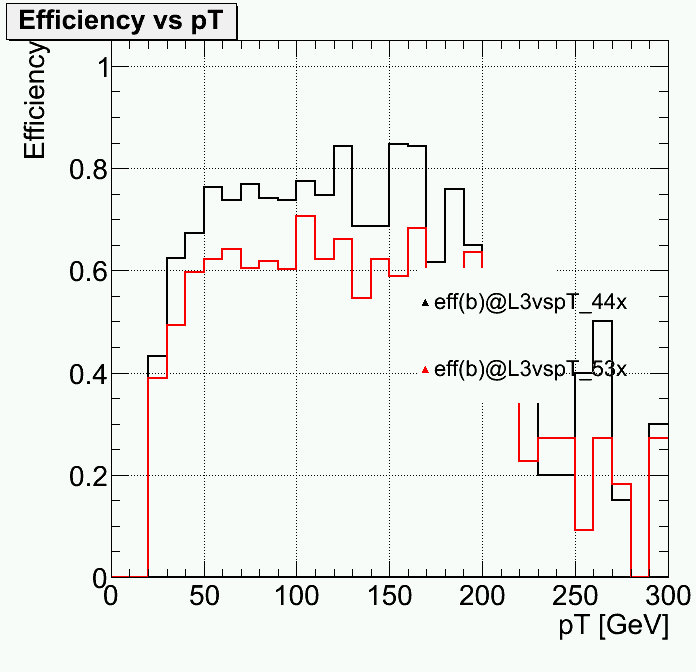 Efficiency vs pT
Efficiency
1
0.8
0.6
0.4
0.2
0
eff(b)@L3vspT_44x
eff(b)@L3vspT_53x
0 50 100 150 200 250 300
pT [GeV]